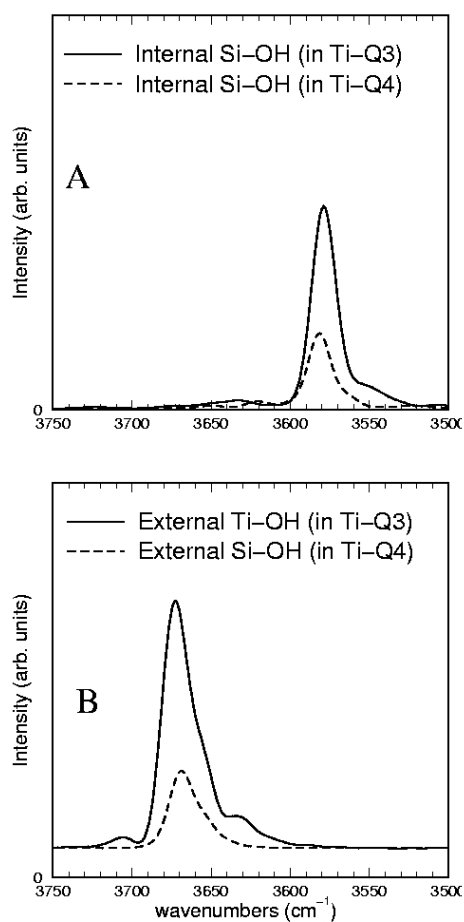 Internal Si–OH (in Ti–Q3)
Internal Si–OH (in Ti–Q4)
A
Intensity (arb. units)
0
3750 3700 3650 3600 3550 3500
External Ti–OH (in Ti–Q3)
External Si–OH (in Ti–Q4)
B
Intensity (arb. units)
0
3750 3700 3650 3600 3550 3500
wavenumbers (cm⁻¹)